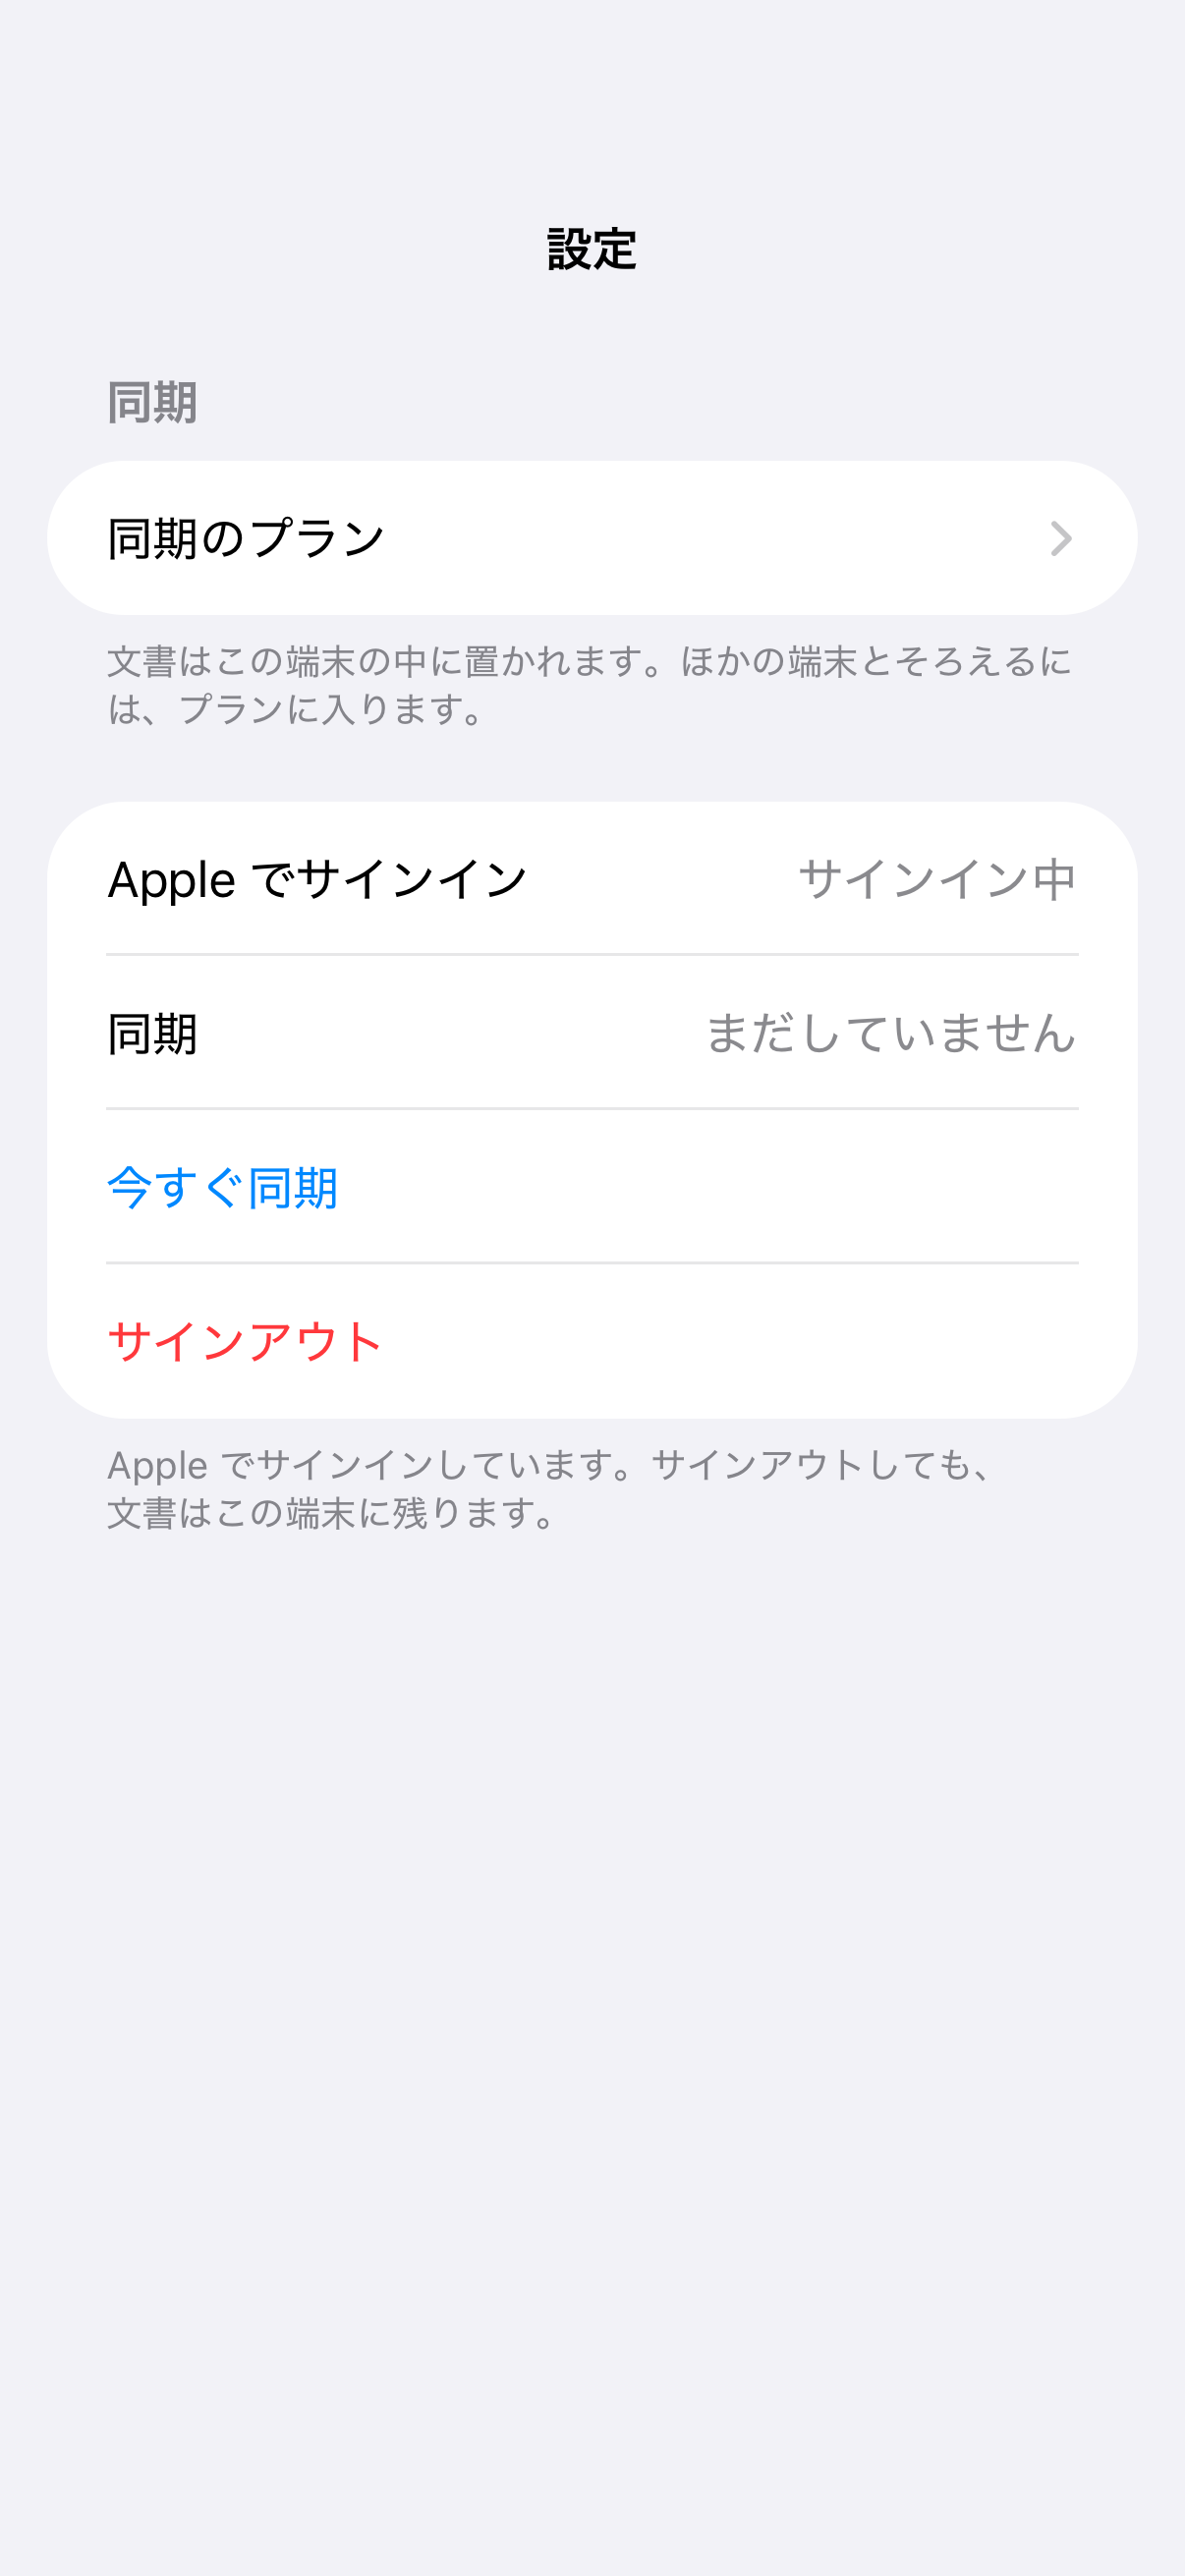 設定
同期
同期のプラン
文書はこの端末の中に置かれます。ほかの端末とそろえるに
は、プランに入ります。
Apple でサインイン サインイン中
同期 まだしていません
今すぐ同期
サインアウト
Apple でサインインしています。サインアウトしても、
文書はこの端末に残ります。